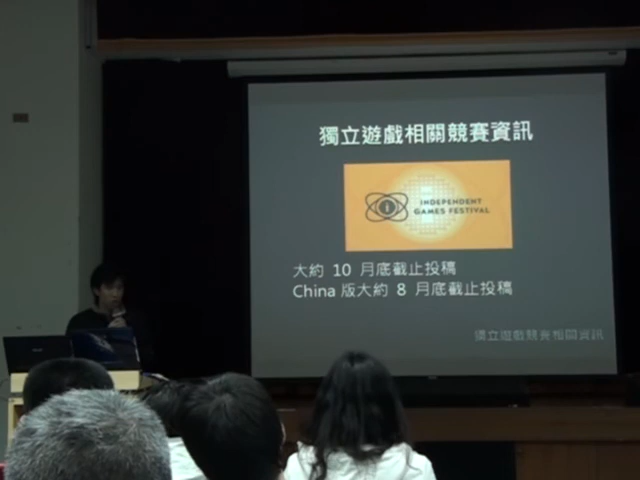 獨立遊戲相關競賽資訊
INDEPENDENT
GAMES FESTIVAL
大約 10 月底截止投稿
China 版大約 8 月底截止投稿
獨立遊戲競賽相關資訊